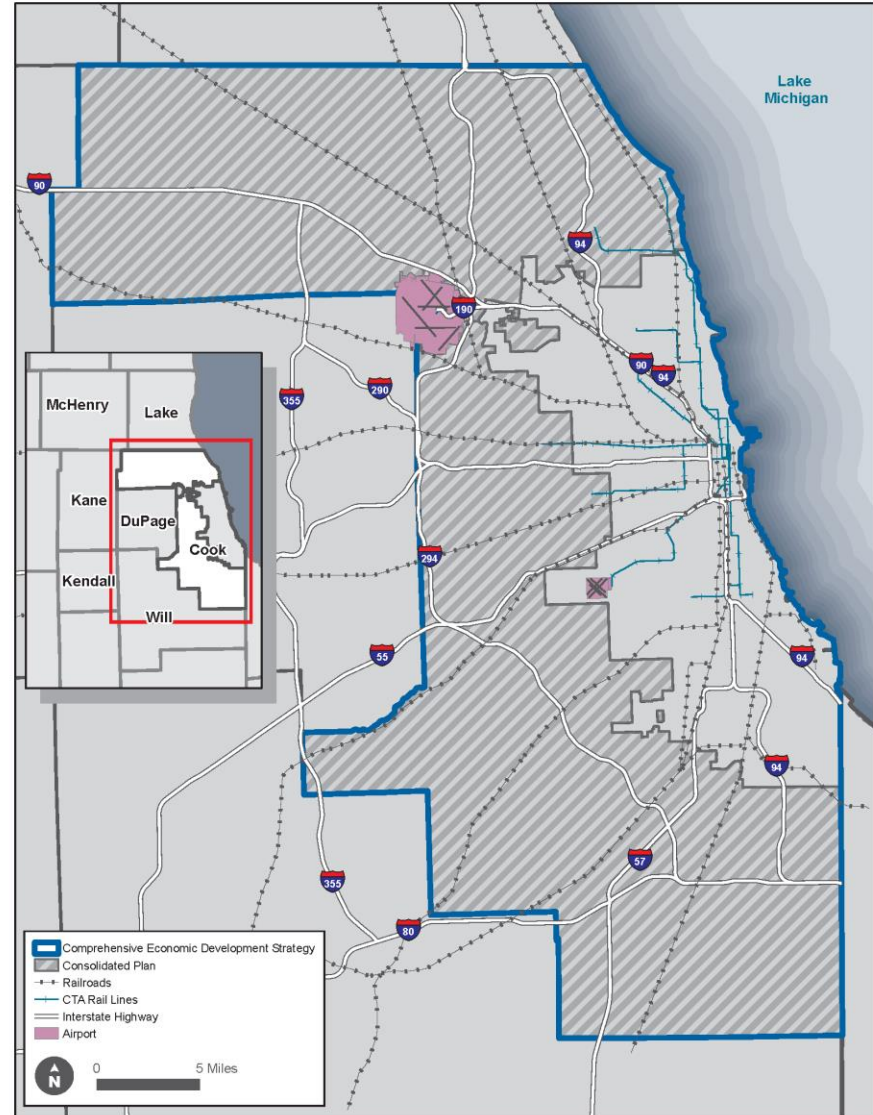 Lake
Michigan
90
94
190
90
94
290
355
294
55
94
94
57
355
80
McHenry
Lake
Kane
DuPage
Cook
Kendall
Will
Comprehensive Economic Development Strategy
Consolidated Plan
Railroads
CTA Rail Lines
Interstate Highway
Airport
N
0 5 Miles